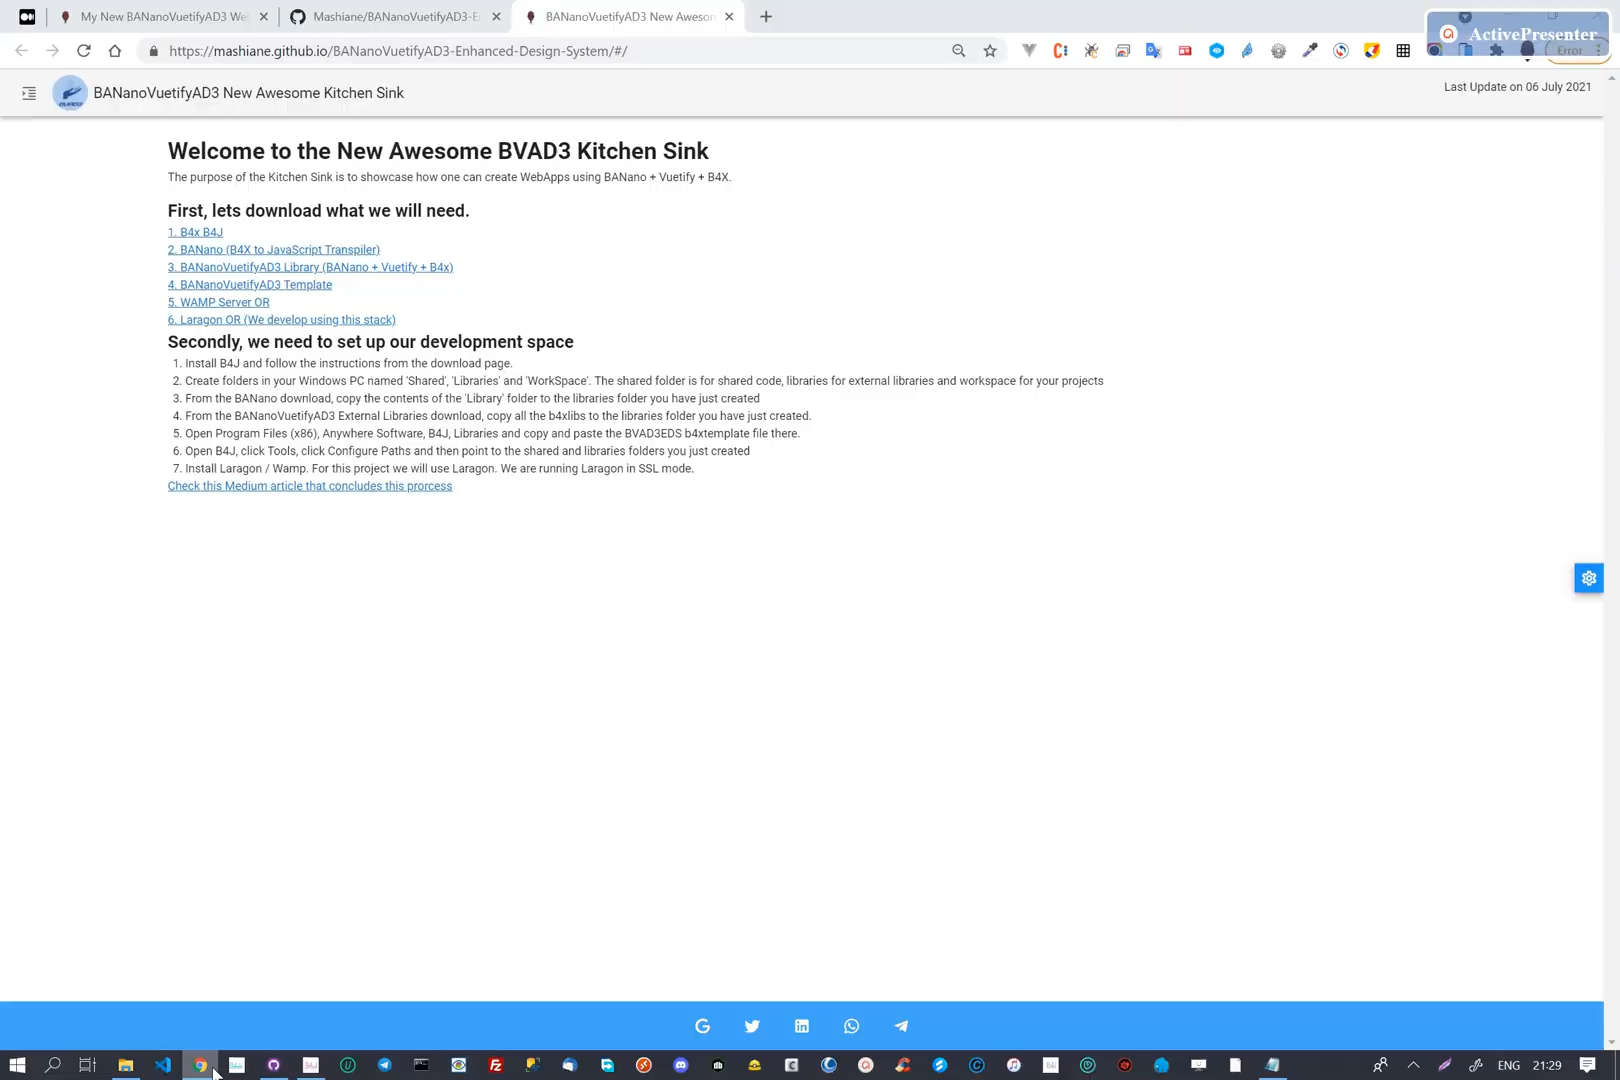 My New BANanoVuetifyAD3 We
Mashiane/BANanoVuetifyAD3-E
BANanoVuetifyAD3 New Aweson
ActivePresenter
https://mashiane.github.io/BANanoVuetifyAD3-Enhanced-Design-System/#/
Error
BANanoVuetifyAD3 New Awesome Kitchen Sink
Last Update on 06 July 2021
Welcome to the New Awesome BVAD3 Kitchen Sink
The purpose of the Kitchen Sink is to showcase how one can create WebApps using BANano + Vuetify + B4X.
First, lets download what we will need.
1. B4x B4J
2. BANano (B4X to JavaScript Transpiler)
3. BANanoVuetifyAD3 Library (BANano + Vuetify + B4x)
4. BANanoVuetifyAD3 Template
5. WAMP Server OR
6. Laragon OR (We develop using this stack)
Secondly, we need to set up our development space
1. Install B4J and follow the instructions from the download page.
2. Create folders in your Windows PC named 'Shared', 'Libraries' and 'WorkSpace'. The shared folder is for shared code, libraries for external libraries and workspace for your projects
3. From the BANano download, copy the contents of the 'Library' folder to the libraries folder you have just created
4. From the BANanoVuetifyAD3 External Libraries download, copy all the b4xlibs to the libraries folder you have just created.
5. Open Program Files (x86), Anywhere Software, B4J, Libraries and copy and paste the BVAD3EDS b4xtemplate file there.
6. Open B4J, click Tools, click Configure Paths and then point to the shared and libraries folders you just created
7. Install Laragon / Wamp. For this project we will use Laragon. We are running Laragon in SSL mode.
Check this Medium article that concludes this prorcess
ENG
21:29